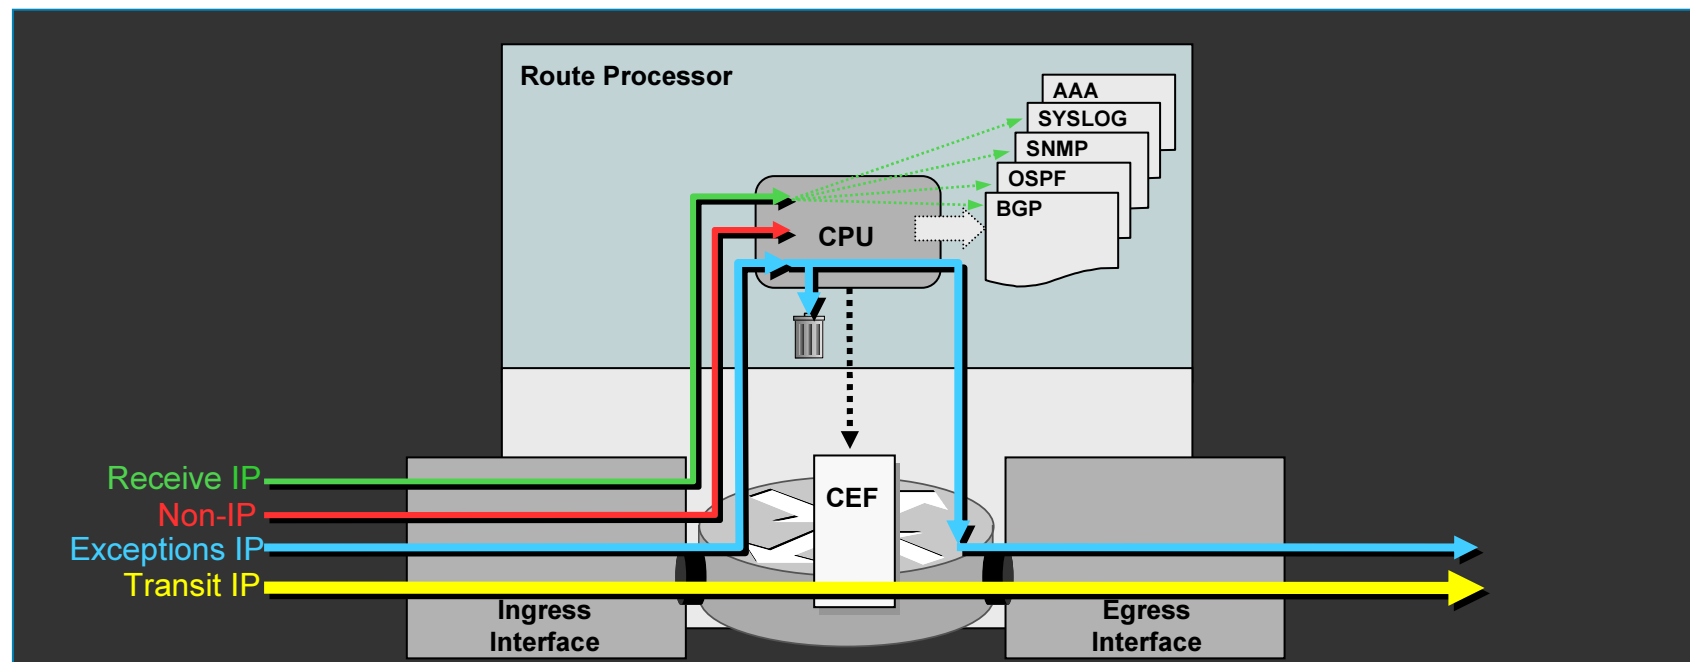 Route Processor
AAA
SYSLOG
SNMP
OSPF
BGP
CPU
Receive IP
Non-IP
Exceptions IP
Transit IP
CEF
Ingress
Interface
Egress
Interface